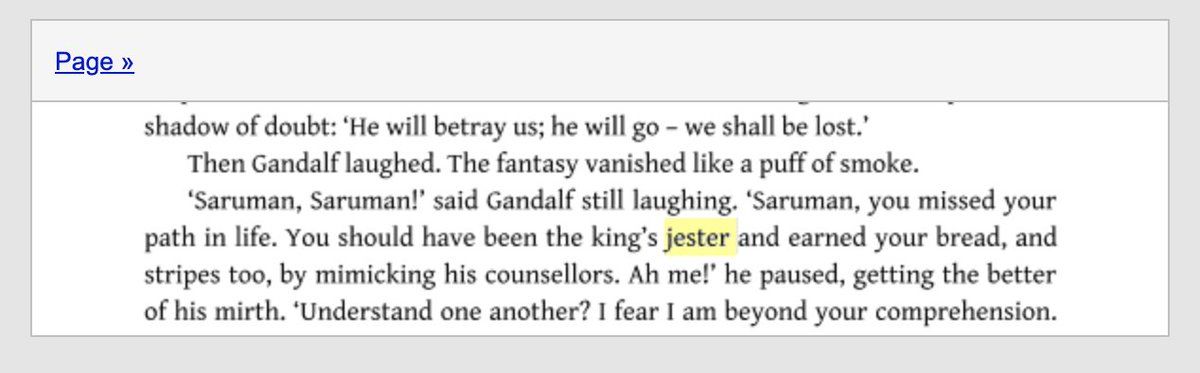 Page »
shadow of doubt: ‘He will betray us; he will go – we shall be lost.’
Then Gandalf laughed. The fantasy vanished like a puff of smoke.
‘Saruman, Saruman!’ said Gandalf still laughing. ‘Saruman, you missed your
path in life. You should have been the king’s jester and earned your bread, and
stripes too, by mimicking his counsellors. Ah me!’ he paused, getting the better
of his mirth. ‘Understand one another? I fear I am beyond your comprehension.